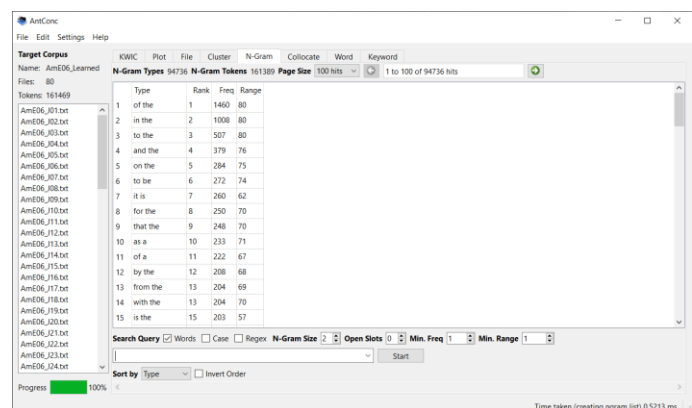 AntConc
File Edit Settings Help
Target Corpus
Name: AmE06_Learned
Files: 80
Tokens: 161469
AmE06_J01.txt
AmE06_J02.txt
AmE06_J03.txt
AmE06_J04.txt
AmE06_J05.txt
AmE06_J06.txt
AmE06_J07.txt
AmE06_J08.txt
AmE06_J09.txt
AmE06_J10.txt
AmE06_J11.txt
AmE06_J12.txt
AmE06_J13.txt
AmE06_J14.txt
AmE06_J15.txt
AmE06_J16.txt
AmE06_J17.txt
AmE06_J18.txt
AmE06_J19.txt
AmE06_J20.txt
AmE06_J21.txt
AmE06_J22.txt
AmE06_J23.txt
AmE06_J24.txt
Progress 100%
KWIC Plot File Cluster N-Gram Collocate Word Keyword
N-Gram Types 94736 N-Gram Tokens 161389 Page Size 100 hits 1 to 100 of 94736 hits
Type Rank Freq Range
1 of the 1 1460 80
2 in the 2 1008 80
3 to the 3 507 80
4 and the 4 379 76
5 on the 5 284 75
6 to be 6 272 74
7 it is 7 260 62
8 for the 8 250 70
9 that the 9 248 70
10 as a 10 233 71
11 of a 11 222 67
12 by the 12 208 68
13 from the 13 204 69
14 with the 13 204 70
15 is the 15 203 57
Search Query Words Case Regex N-Gram Size 2 Open Slots 0 Min. Freq 1 Min. Range 1
Start
Sort by Type Invert Order
Time taken (creating ngram list) 0.5213 ms